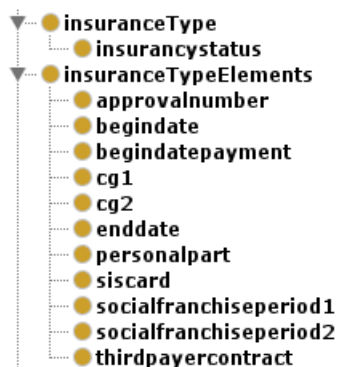 insuranceType
insurancystatus
insuranceTypeElements
approvalnumber
begindate
begindatepayment
cg1
cg2
enddate
personalpart
siscard
socialfranchiseperiod1
socialfranchiseperiod2
thirdpayercontract